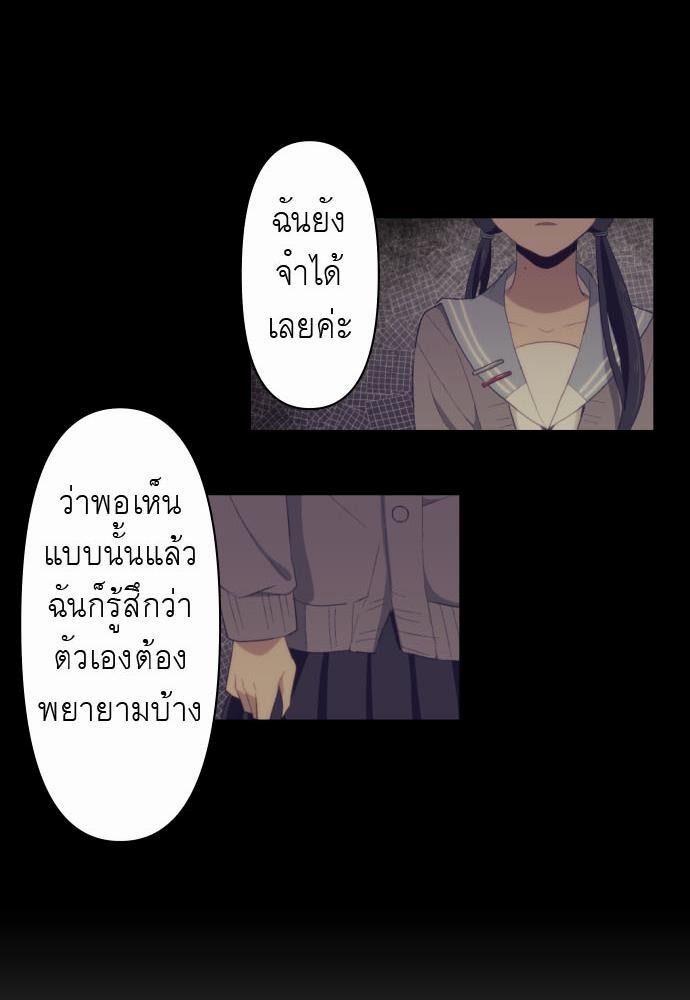 ฉันยัง
จำได้
เลยค่ะ
ว่าพอเห็น
แบบนั้นแล้ว
ฉันก็รู้สึกว่า
ตัวเองต้อง
พยายามบ้าง